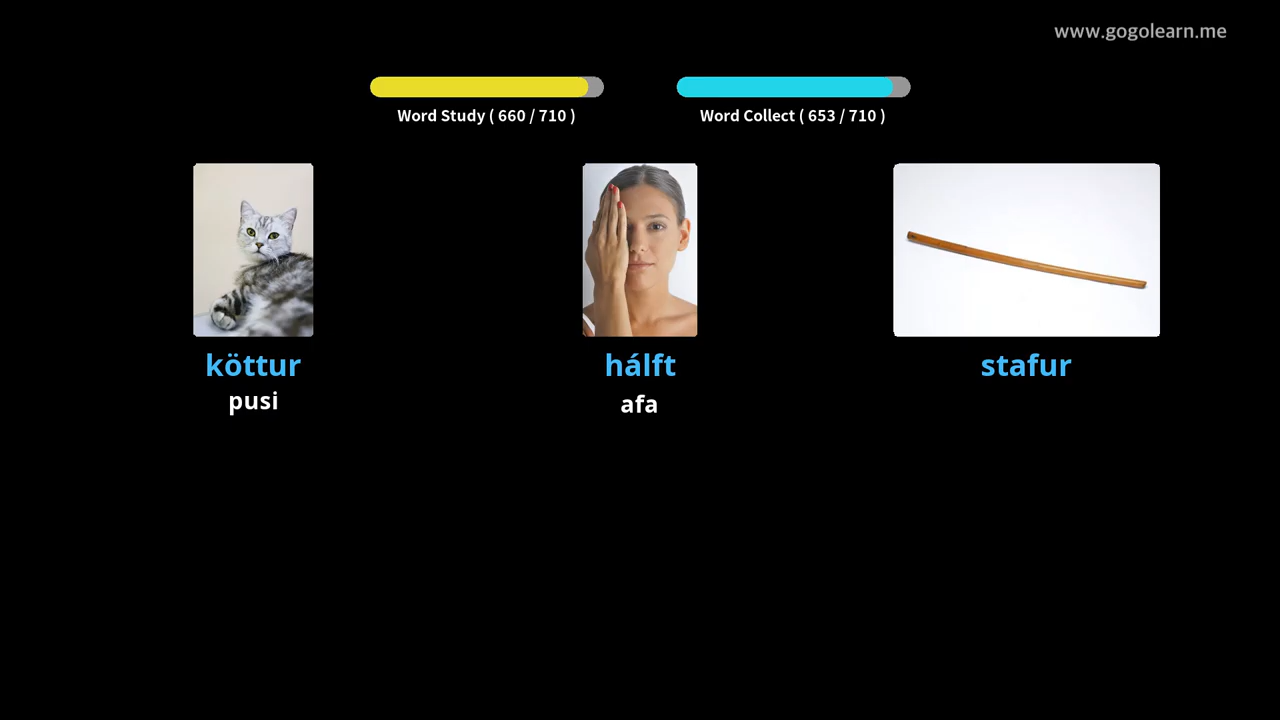 www.gogolearn.me
Word Study ( 660 / 710 )
Word Collect ( 653 / 710 )
köttur
hálft
stafur
pusi
afa